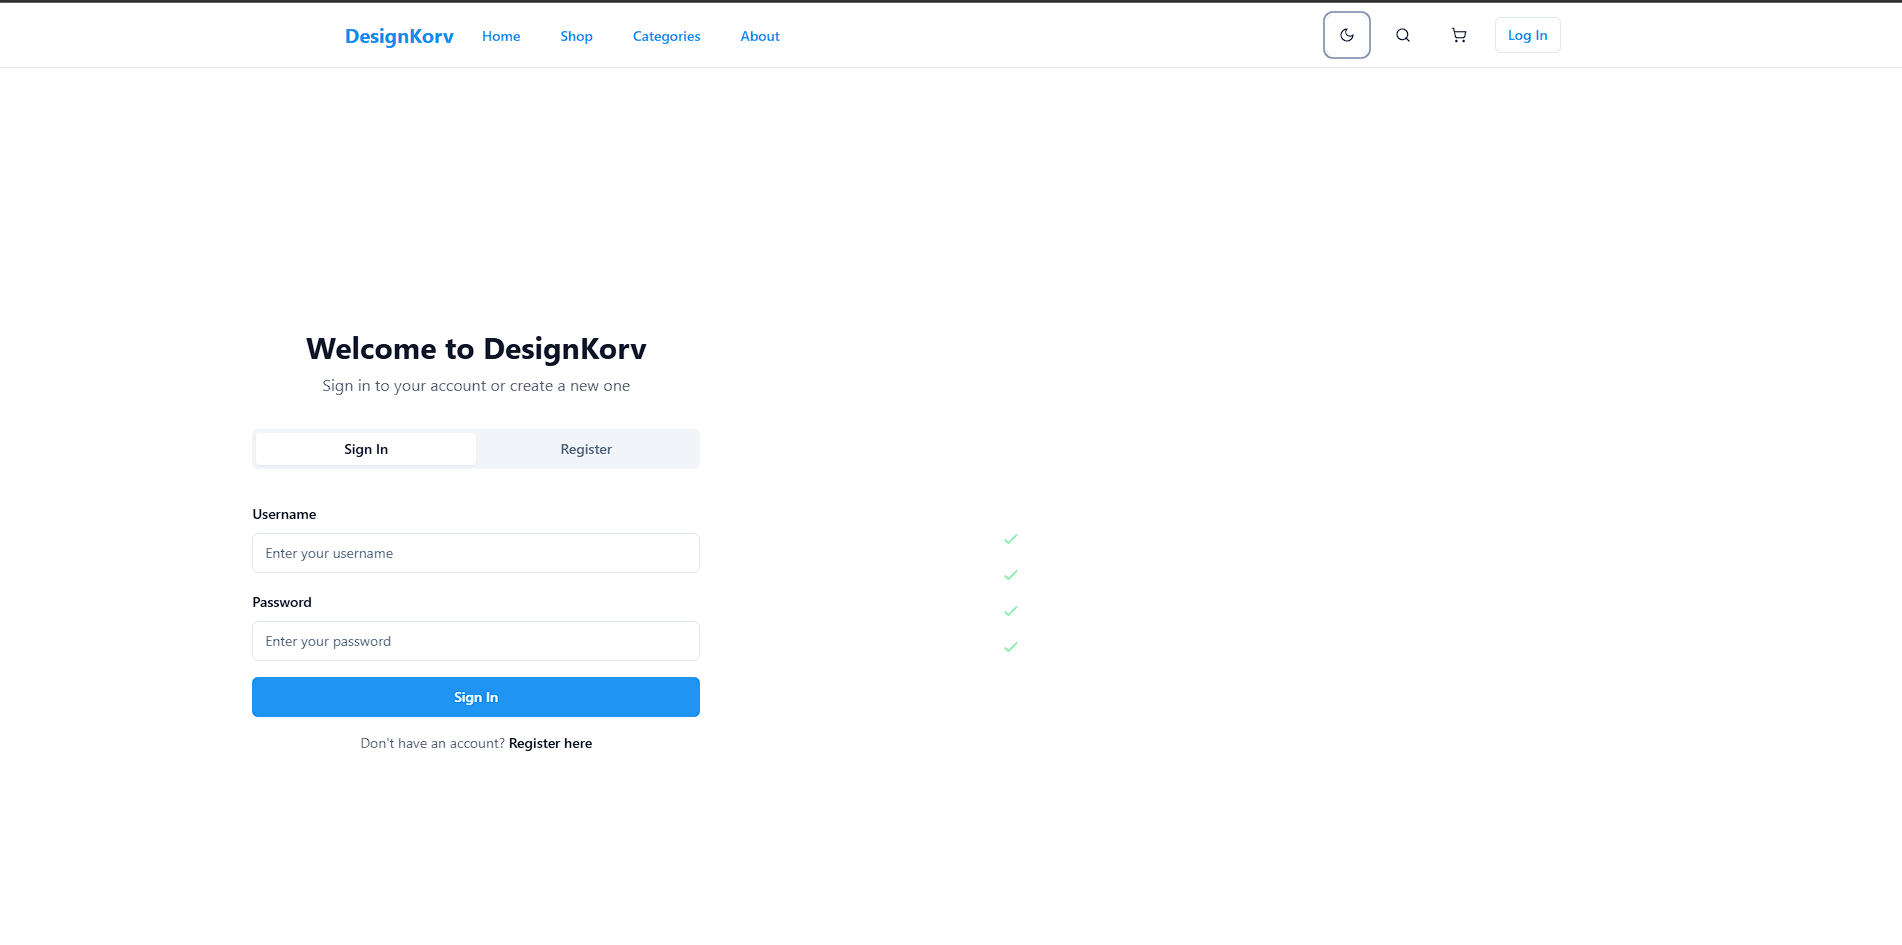 DesignKorv Home Shop Categories About Log In
Welcome to DesignKorv
Sign in to your account or create a new one
Sign In Register
Username
Enter your username
Password
Enter your password
Sign In
Don't have an account? Register here